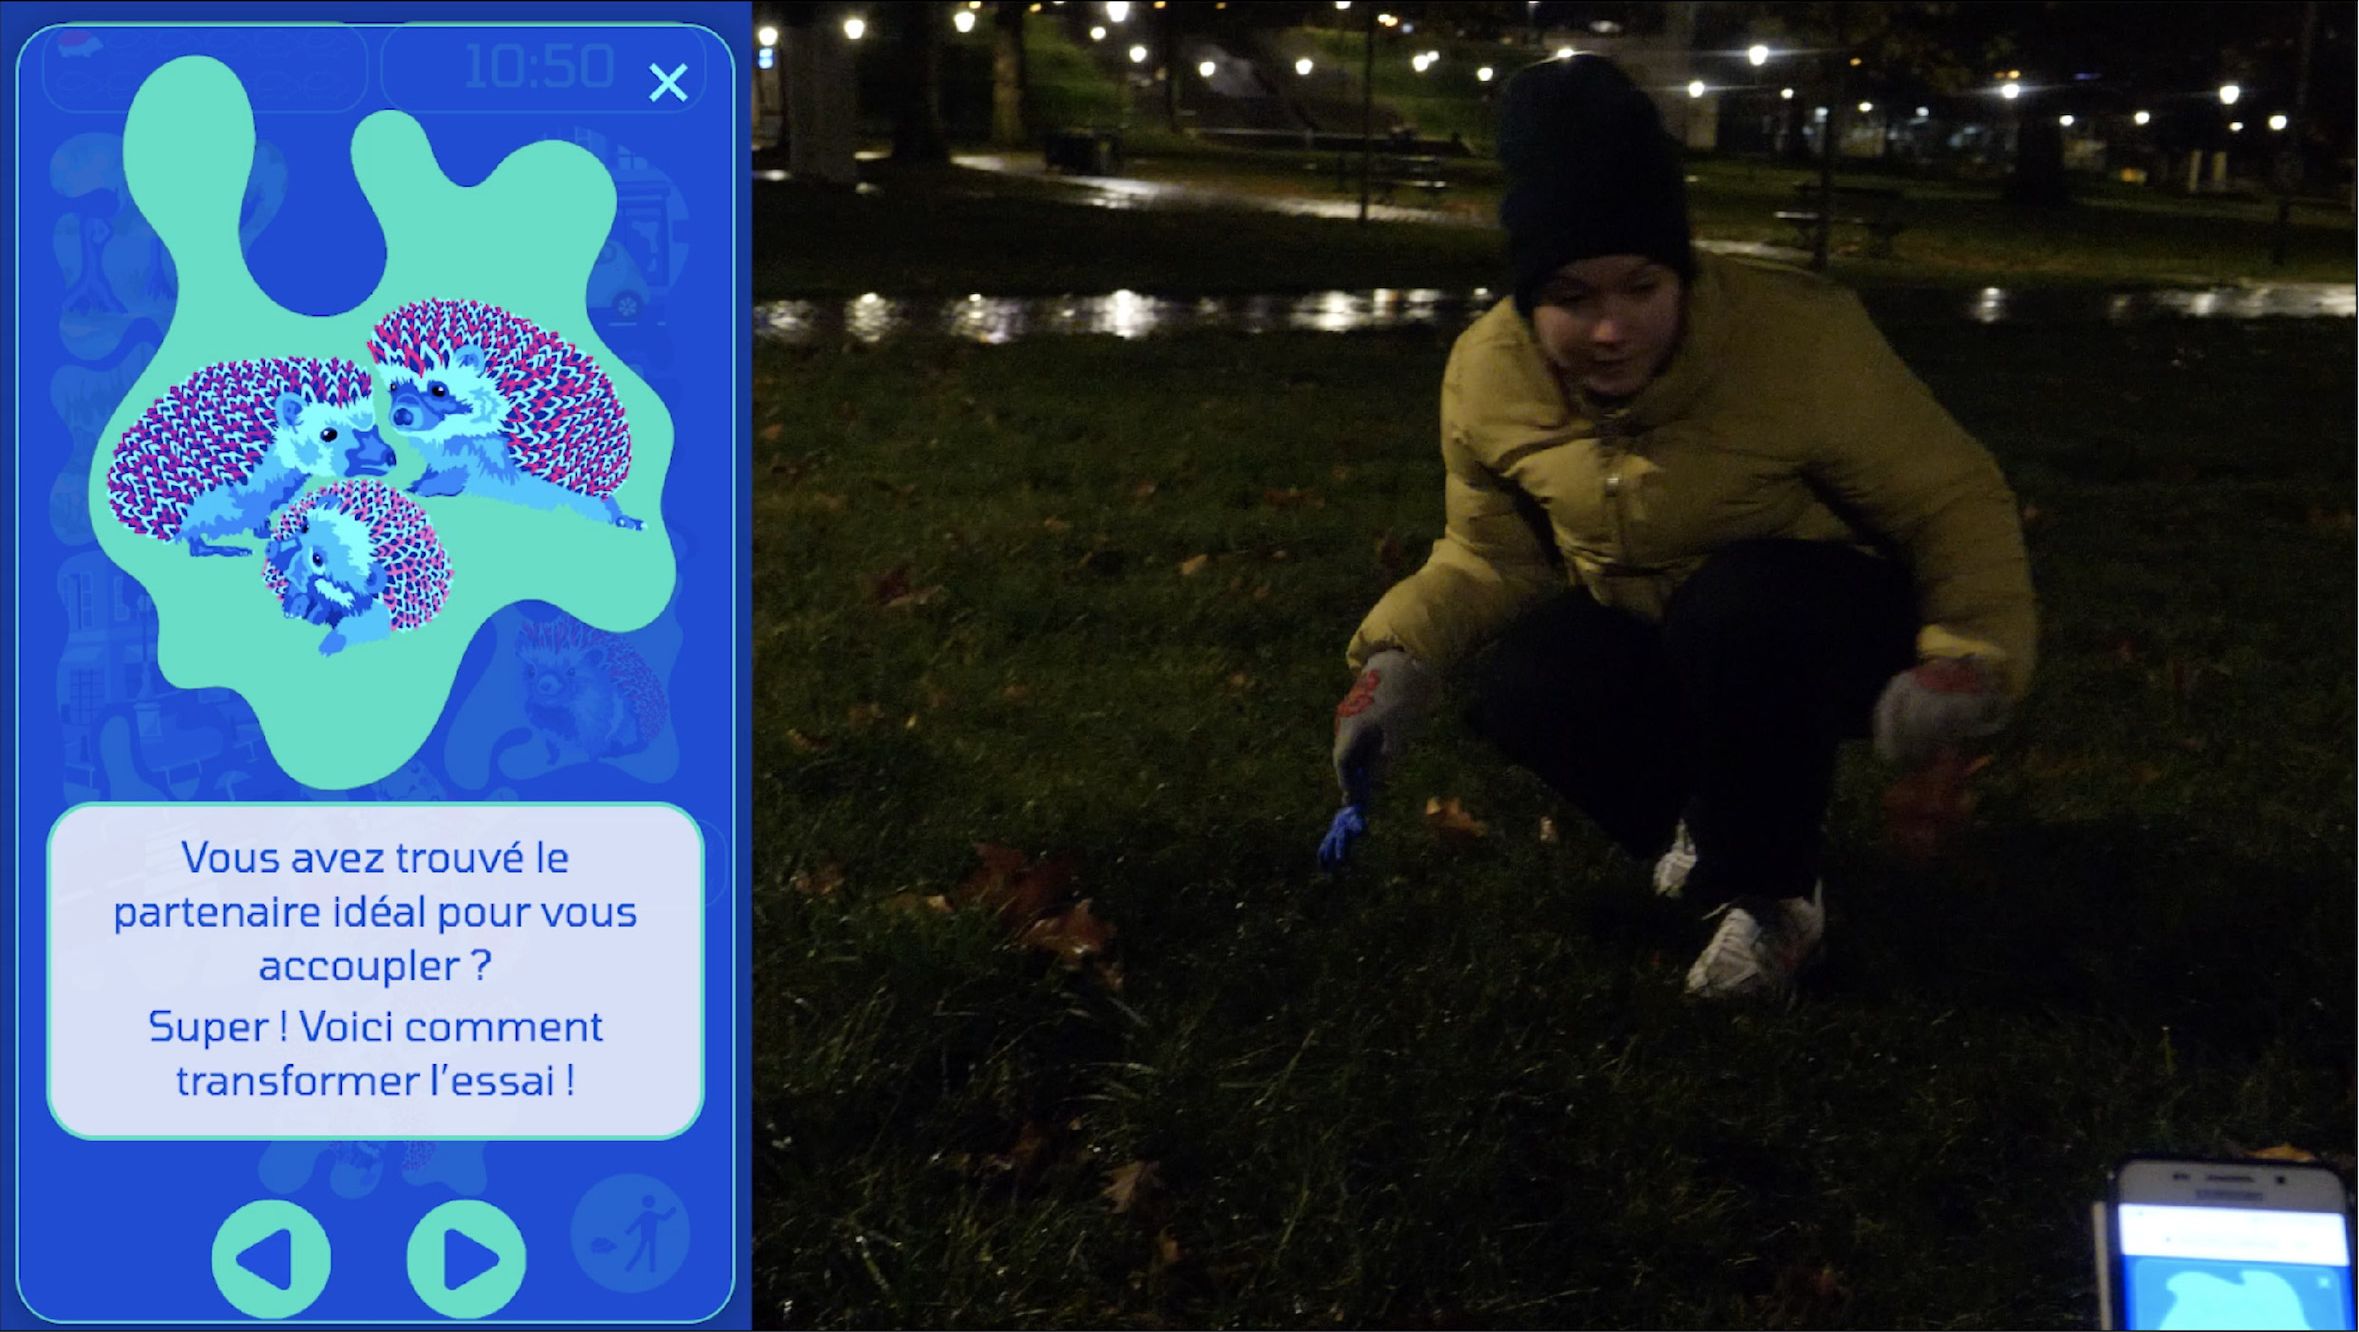 10:50
Vous avez trouvé le
partenaire idéal pour vous
accoupler ?
Super ! Voici comment
transformer l'essai !